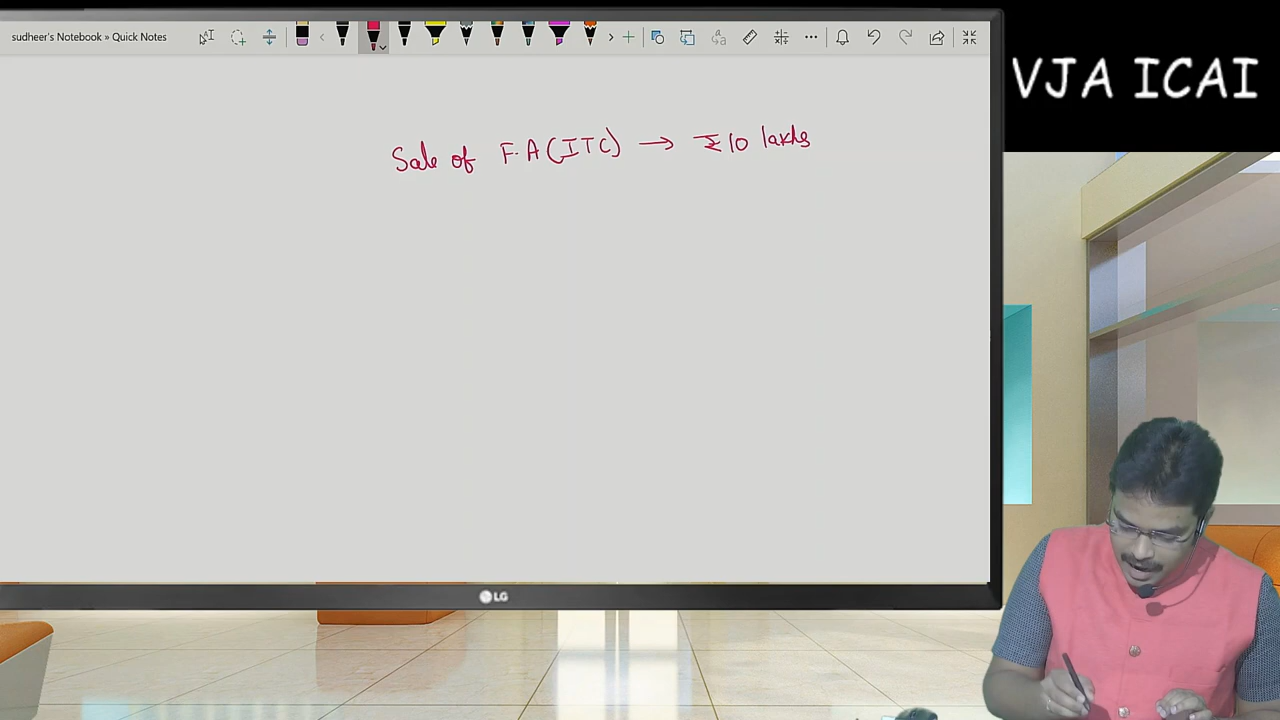 sudheer's Notebook » Quick Notes
VJA ICAI
Sale of F.A (ITC) → ₹10 lakhs
LG